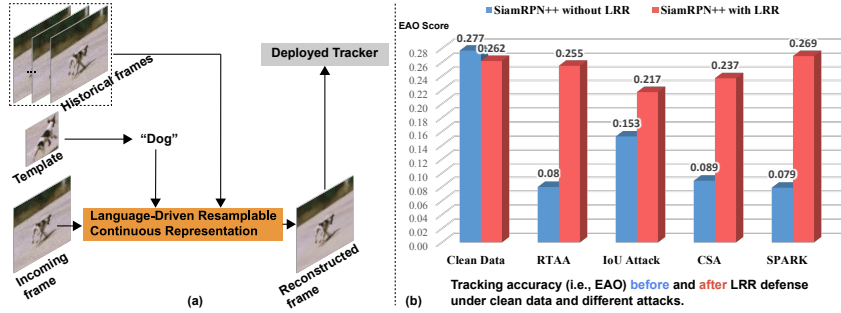 ...
Historical frames
Template
"Dog"
Incoming
frame
Language-Driven Resamplable
Continuous Representation
Reconstructed
frame
Deployed Tracker
(a)
SiamRPN++ without LRR
SiamRPN++ with LRR
EAO Score
0.28
0.26
0.24
0.22
0.20
0.18
0.16
0.14
0.12
0.10
0.08
0.06
0.04
0.02
0.00
0.277
0.262
0.08
0.255
0.153
0.217
0.089
0.237
0.079
0.269
Clean Data
RTAA
IoU Attack
CSA
SPARK
(b)
Tracking accuracy (i.e., EAO) before and after LRR defense
under clean data and different attacks.